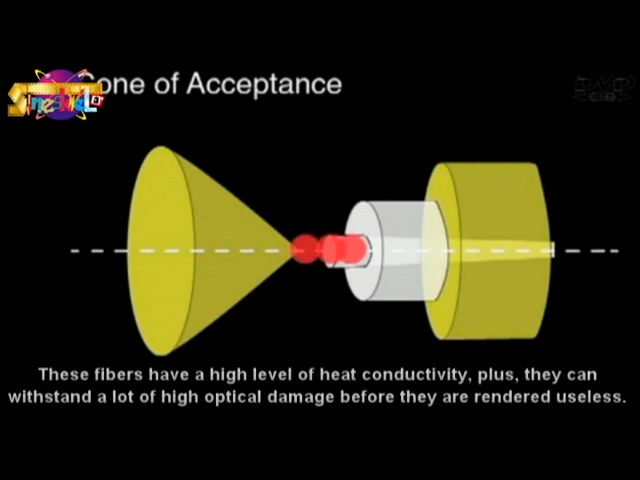 Cone of Acceptance
DVD
These fibers have a high level of heat conductivity, plus, they can
withstand a lot of high optical damage before they are rendered useless.